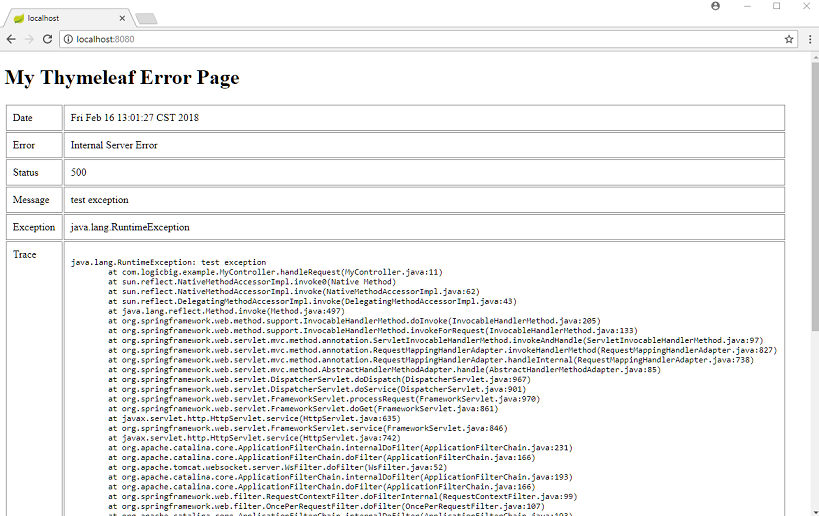 localhost
localhost:8080
My Thymeleaf Error Page
Date Fri Feb 16 13:01:27 CST 2018
Error Internal Server Error
Status 500
Message test exception
Exception java.lang.RuntimeException
Trace
java.lang.RuntimeException: test exception
at com.logicbig.example.MyController.handleRequest(MyController.java:11)
at sun.reflect.NativeMethodAccessorImpl.invoke0(Native Method)
at sun.reflect.NativeMethodAccessorImpl.invoke(NativeMethodAccessorImpl.java:62)
at sun.reflect.DelegatingMethodAccessorImpl.invoke(DelegatingMethodAccessorImpl.java:43)
at java.lang.reflect.Method.invoke(Method.java:497)
at org.springframework.web.method.support.InvocableHandlerMethod.doInvoke(InvocableHandlerMethod.java:205)
at org.springframework.web.method.support.InvocableHandlerMethod.invokeForRequest(InvocableHandlerMethod.java:133)
at org.springframework.web.servlet.mvc.method.annotation.ServletInvocableHandlerMethod.invokeAndHandle(ServletInvocableHandlerMethod.java:97)
at org.springframework.web.servlet.mvc.method.annotation.RequestMappingHandlerAdapter.invokeHandlerMethod(RequestMappingHandlerAdapter.java:827)
at org.springframework.web.servlet.mvc.method.annotation.RequestMappingHandlerAdapter.handleInternal(RequestMappingHandlerAdapter.java:738)
at org.springframework.web.servlet.mvc.method.AbstractHandlerMethodAdapter.handle(AbstractHandlerMethodAdapter.java:85)
at org.springframework.web.servlet.DispatcherServlet.doDispatch(DispatcherServlet.java:967)
at org.springframework.web.servlet.DispatcherServlet.doService(DispatcherServlet.java:901)
at org.springframework.web.servlet.FrameworkServlet.processRequest(FrameworkServlet.java:970)
at org.springframework.web.servlet.FrameworkServlet.doGet(FrameworkServlet.java:861)
at javax.servlet.http.HttpServlet.service(HttpServlet.java:635)
at org.springframework.web.servlet.FrameworkServlet.service(FrameworkServlet.java:846)
at javax.servlet.http.HttpServlet.service(HttpServlet.java:742)
at org.apache.catalina.core.ApplicationFilterChain.internalDoFilter(ApplicationFilterChain.java:231)
at org.apache.catalina.core.ApplicationFilterChain.doFilter(ApplicationFilterChain.java:166)
at org.apache.tomcat.websocket.server.WsFilter.doFilter(WsFilter.java:52)
at org.apache.catalina.core.ApplicationFilterChain.internalDoFilter(ApplicationFilterChain.java:193)
at org.apache.catalina.core.ApplicationFilterChain.doFilter(ApplicationFilterChain.java:166)
at org.springframework.web.filter.RequestContextFilter.doFilterInternal(RequestContextFilter.java:99)
at org.springframework.web.filter.OncePerRequestFilter.doFilter(OncePerRequestFilter.java:107)
at org.apache.catalina.core.ApplicationFilterChain.internalDoFilter(ApplicationFilterChain.java:193)